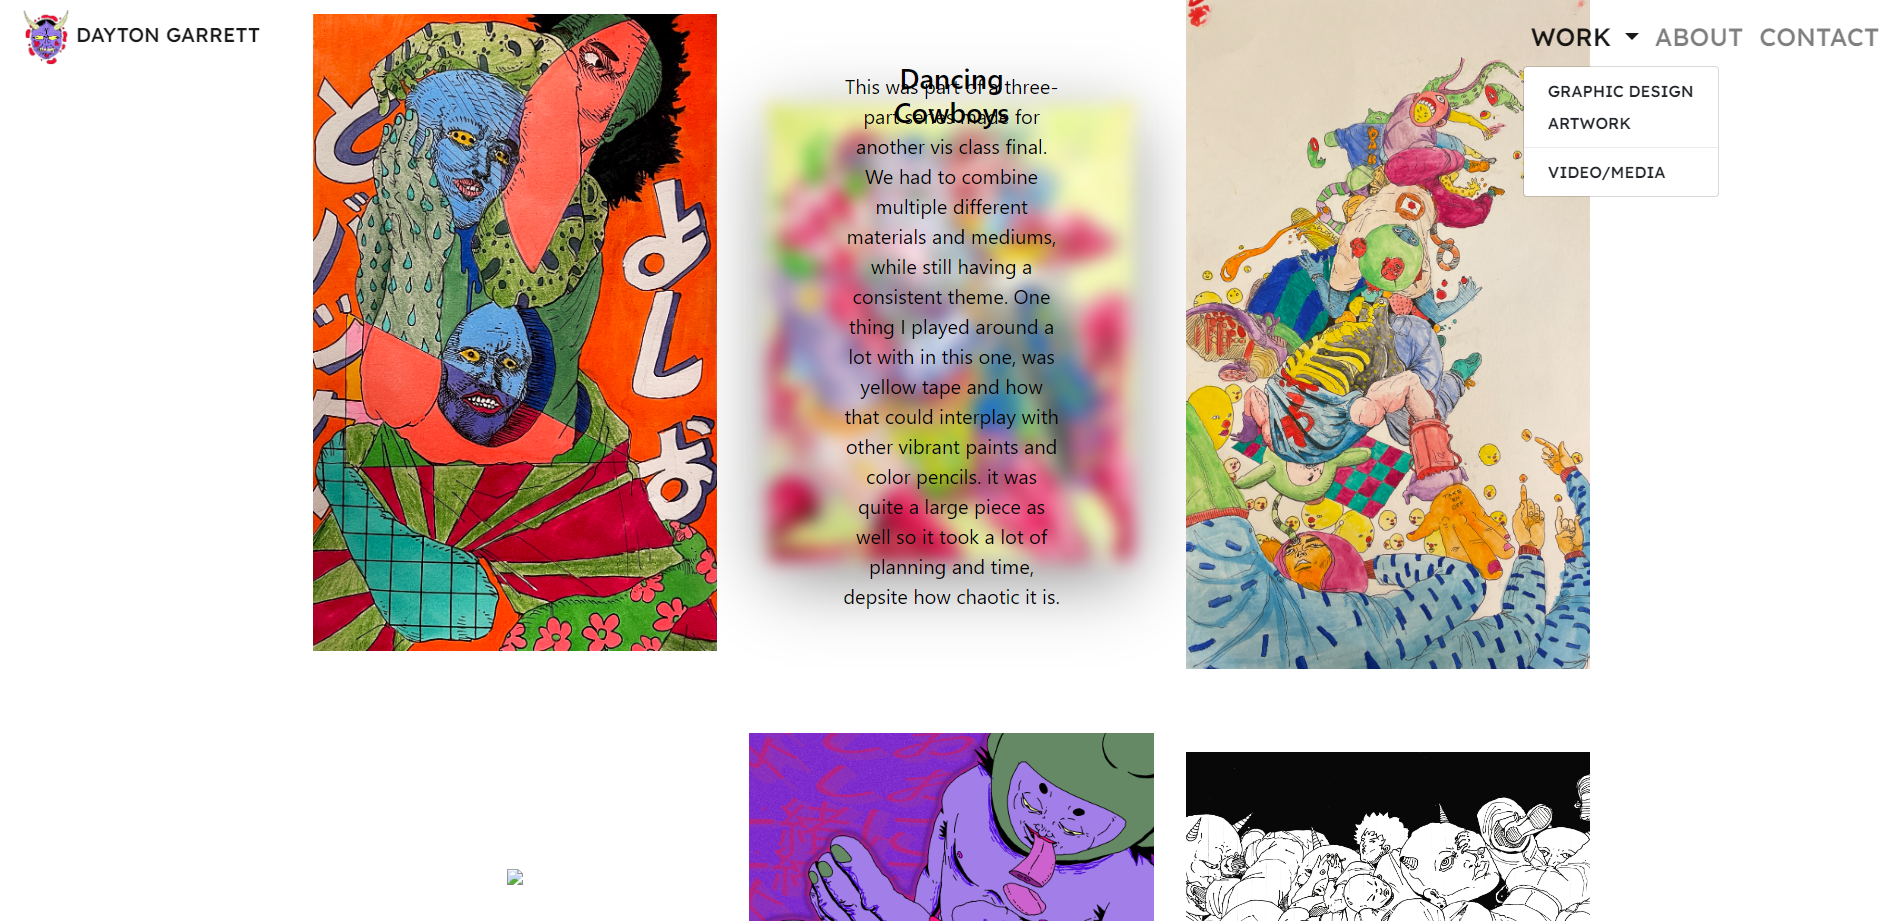 DAYTON GARRETT
WORK
ABOUT
CONTACT
GRAPHIC DESIGN
ARTWORK
VIDEO/MEDIA
Dancing
Cowboys
This was part of a three-
part series made for
another vis class final.
We had to combine
multiple different
materials and mediums,
while still having a
consistent theme. One
thing I played around a
lot with in this one, was
yellow tape and how
that could interplay with
other vibrant paints and
color pencils. it was
quite a large piece as
well so it took a lot of
planning and time,
depsite how chaotic it is.
と
よ
し